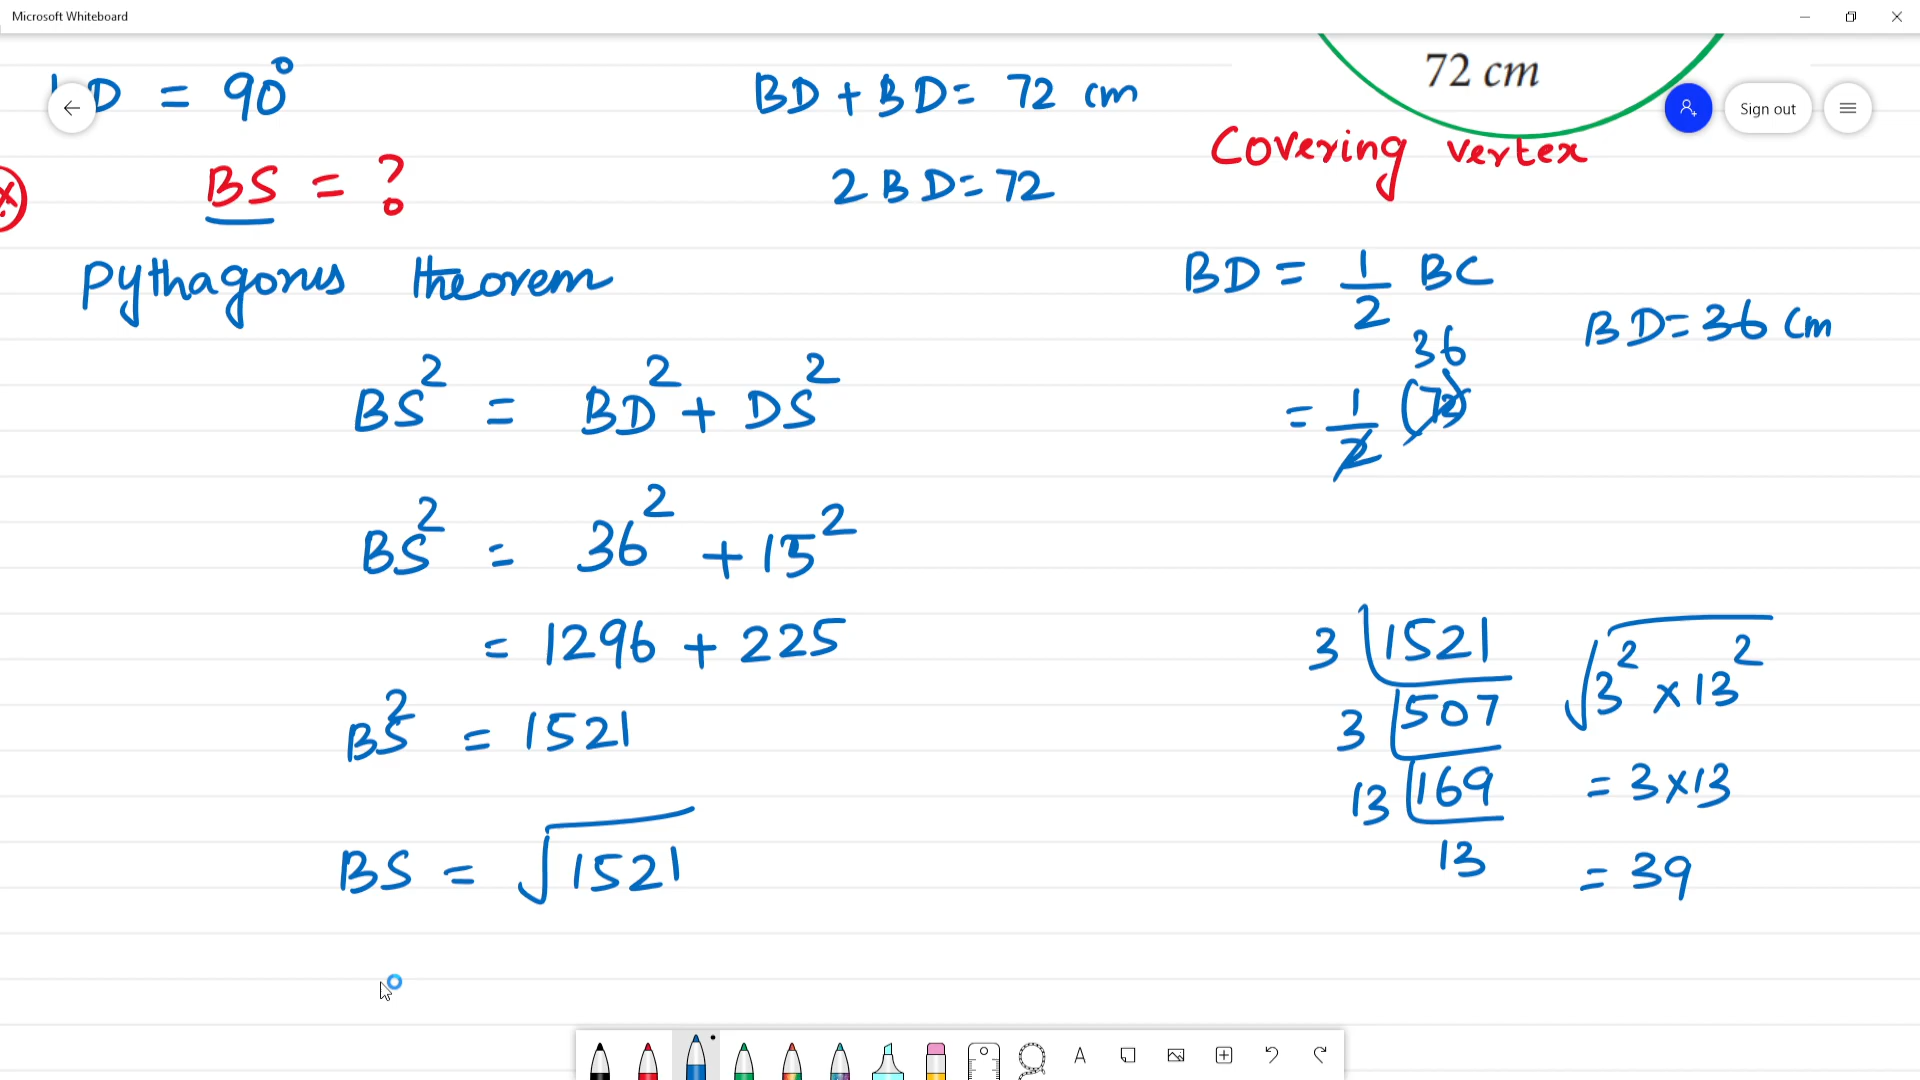 Microsoft Whiteboard
D = 90°
BD + BD = 72 cm
72 cm
Sign out
Covering vertex
BS = ?
2 BD = 72
Pythagorus theorem
BD = 1/2 BC
BD = 36 cm
36
= 1/2 (72)
BS² = BD² + DS²
BS² = 36² + 15²
= 1296 + 225
BS² = 1521
BS = √1521
3 | 1521
3 | 507
13 | 169
13
√3² × 13²
= 3 × 13
= 39
A